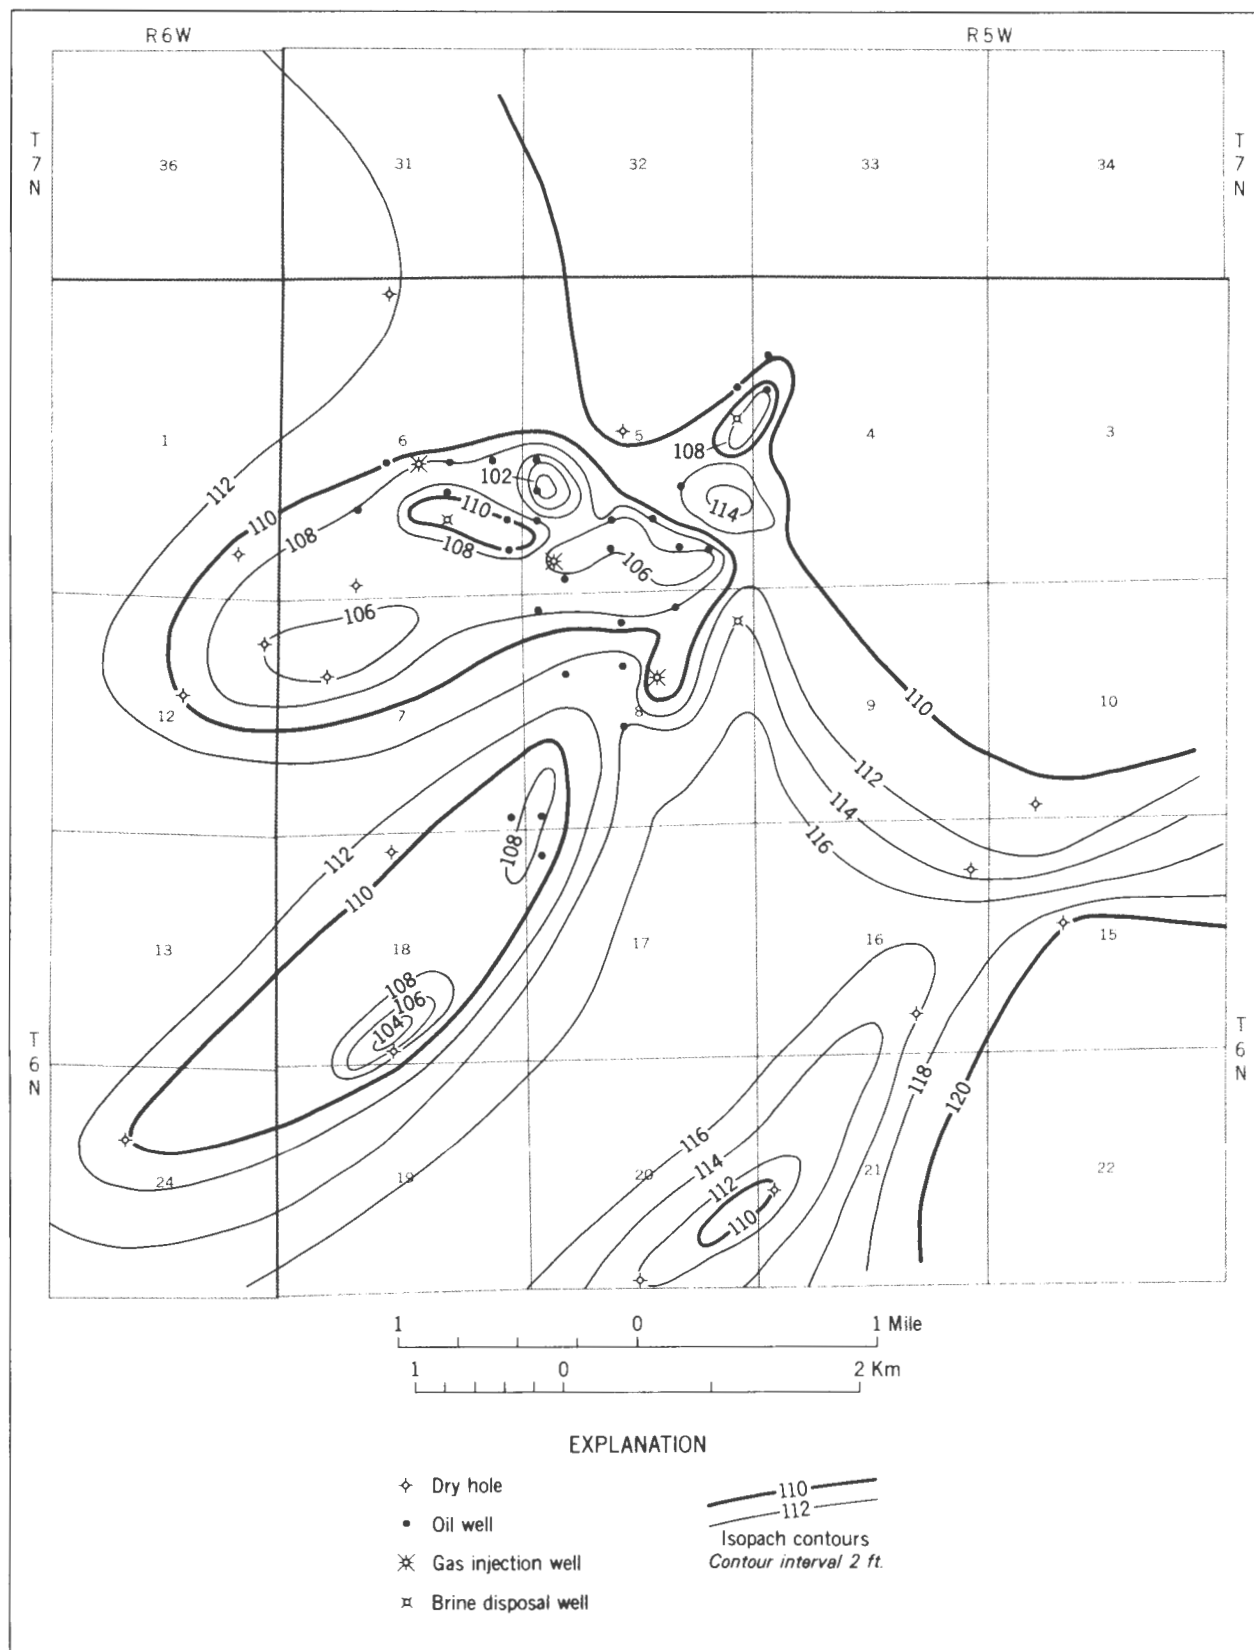 R6W R5W
T 7 N
T 7 N
36 31 32 33 34
1 6 5 4 3
112
110
108
102
110
108
106
108
114
106
12 7 8 9 10
110
112
114
116
112
110
108
13 18 17 16 15
108
106
104
T 6 N
T 6 N
118
120
116
114
112
110
24 19 20 21 22
1 0 1 Mile
1 0 2 Km
EXPLANATION
Dry hole
Oil well
Gas injection well
Brine disposal well
110
112
Isopach contours
Contour interval 2 ft.